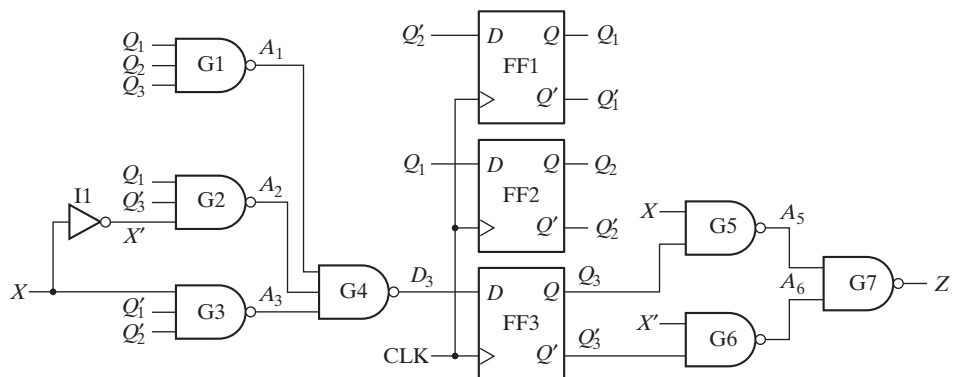 Q₁
Q₂
Q₃
G1
A₁
Q₂′
D
Q
Q₁
FF1
Q′
Q₁′
I1
X′
Q₁
Q₃′
G2
A₂
Q₁
D
Q
Q₂
FF2
Q′
Q₂′
X
Q₁′
Q₂′
G3
A₃
G4
D₃
D
Q
Q₃
FF3
Q′
Q₃′
CLK
X
G5
A₅
X′
G6
A₆
G7
Z